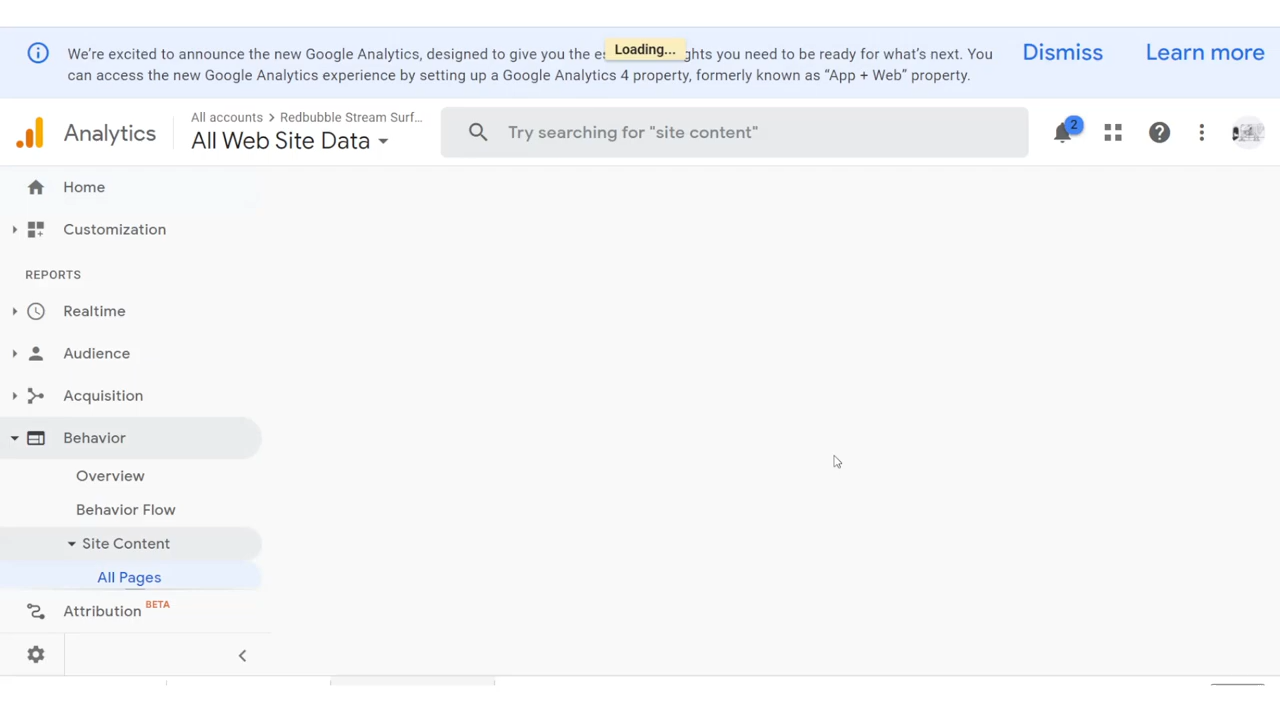 Loading...
We're excited to announce the new Google Analytics, designed to give you the es ghts you need to be ready for what's next. You
can access the new Google Analytics experience by setting up a Google Analytics 4 property, formerly known as “App + Web” property.
Dismiss
Learn more
Analytics
All accounts > Redbubble Stream Surf...
All Web Site Data
Try searching for "site content"
2
Home
Customization
REPORTS
Realtime
Audience
Acquisition
Behavior
Overview
Behavior Flow
Site Content
All Pages
Attribution BETA